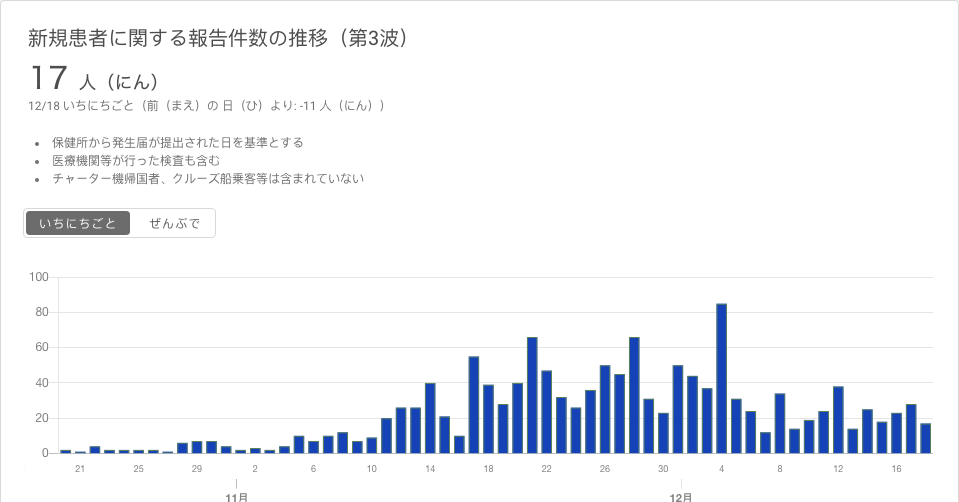 新規患者に関する報告件数の推移（第3波）
17 人（にん）
12/18 いちにちごと（前（まえ）の 日（ひ）より: -11 人（にん））
• 保健所から発生届が提出された日を基準とする
• 医療機関等が行った検査も含む
• チャーター機帰国者、クルーズ船乗客等は含まれていない
いちにちごと ぜんぶで
100
80
60
40
20
0
21 25 29 2 6 10 14 18 22 26 30 4 8 12 16
11月 12月